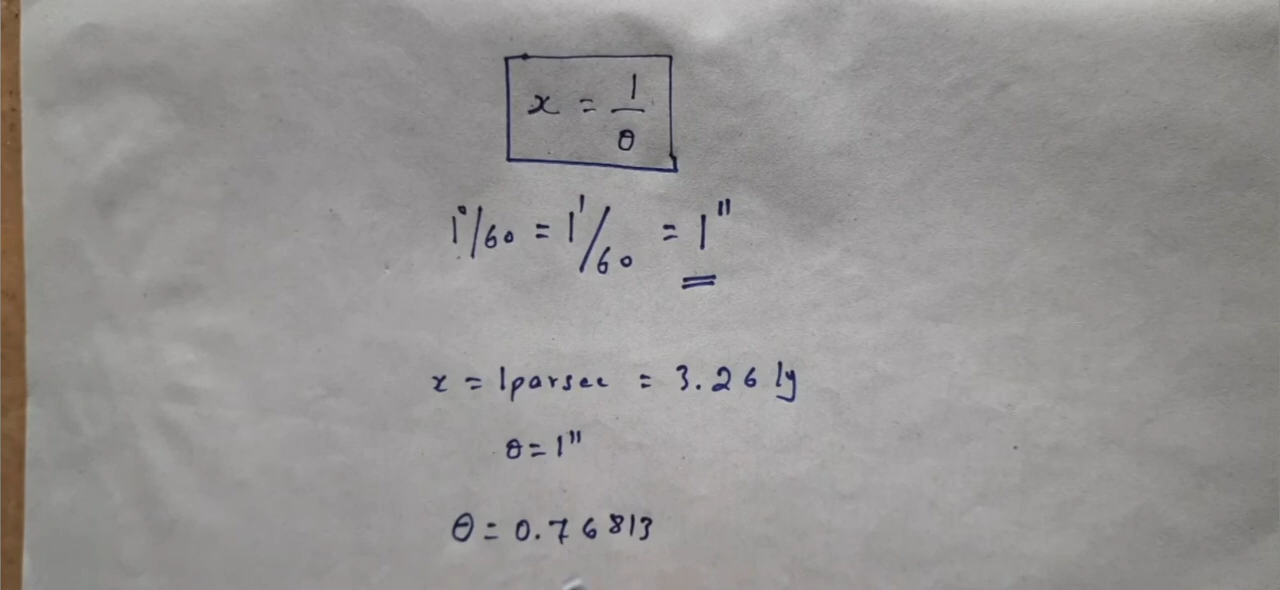 x = 1/θ
1°/60 = 1'/60 = 1"
x = 1parsec = 3.26 ly
θ = 1"
θ = 0.76813